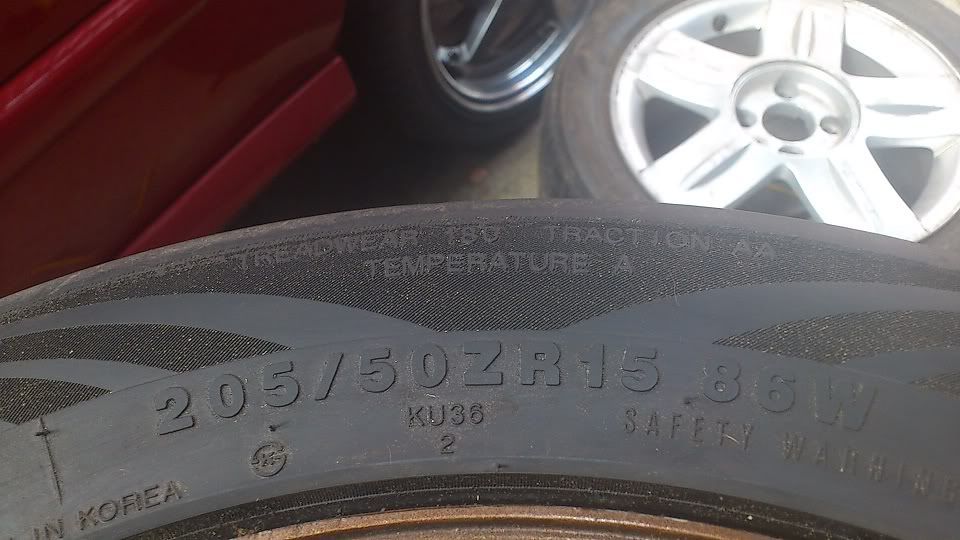 TREADWEAR 180 TRACTION AA
TEMPERATURE A
205/50ZR15 86W
KU36
2
SAFETY WARNING
IN KOREA